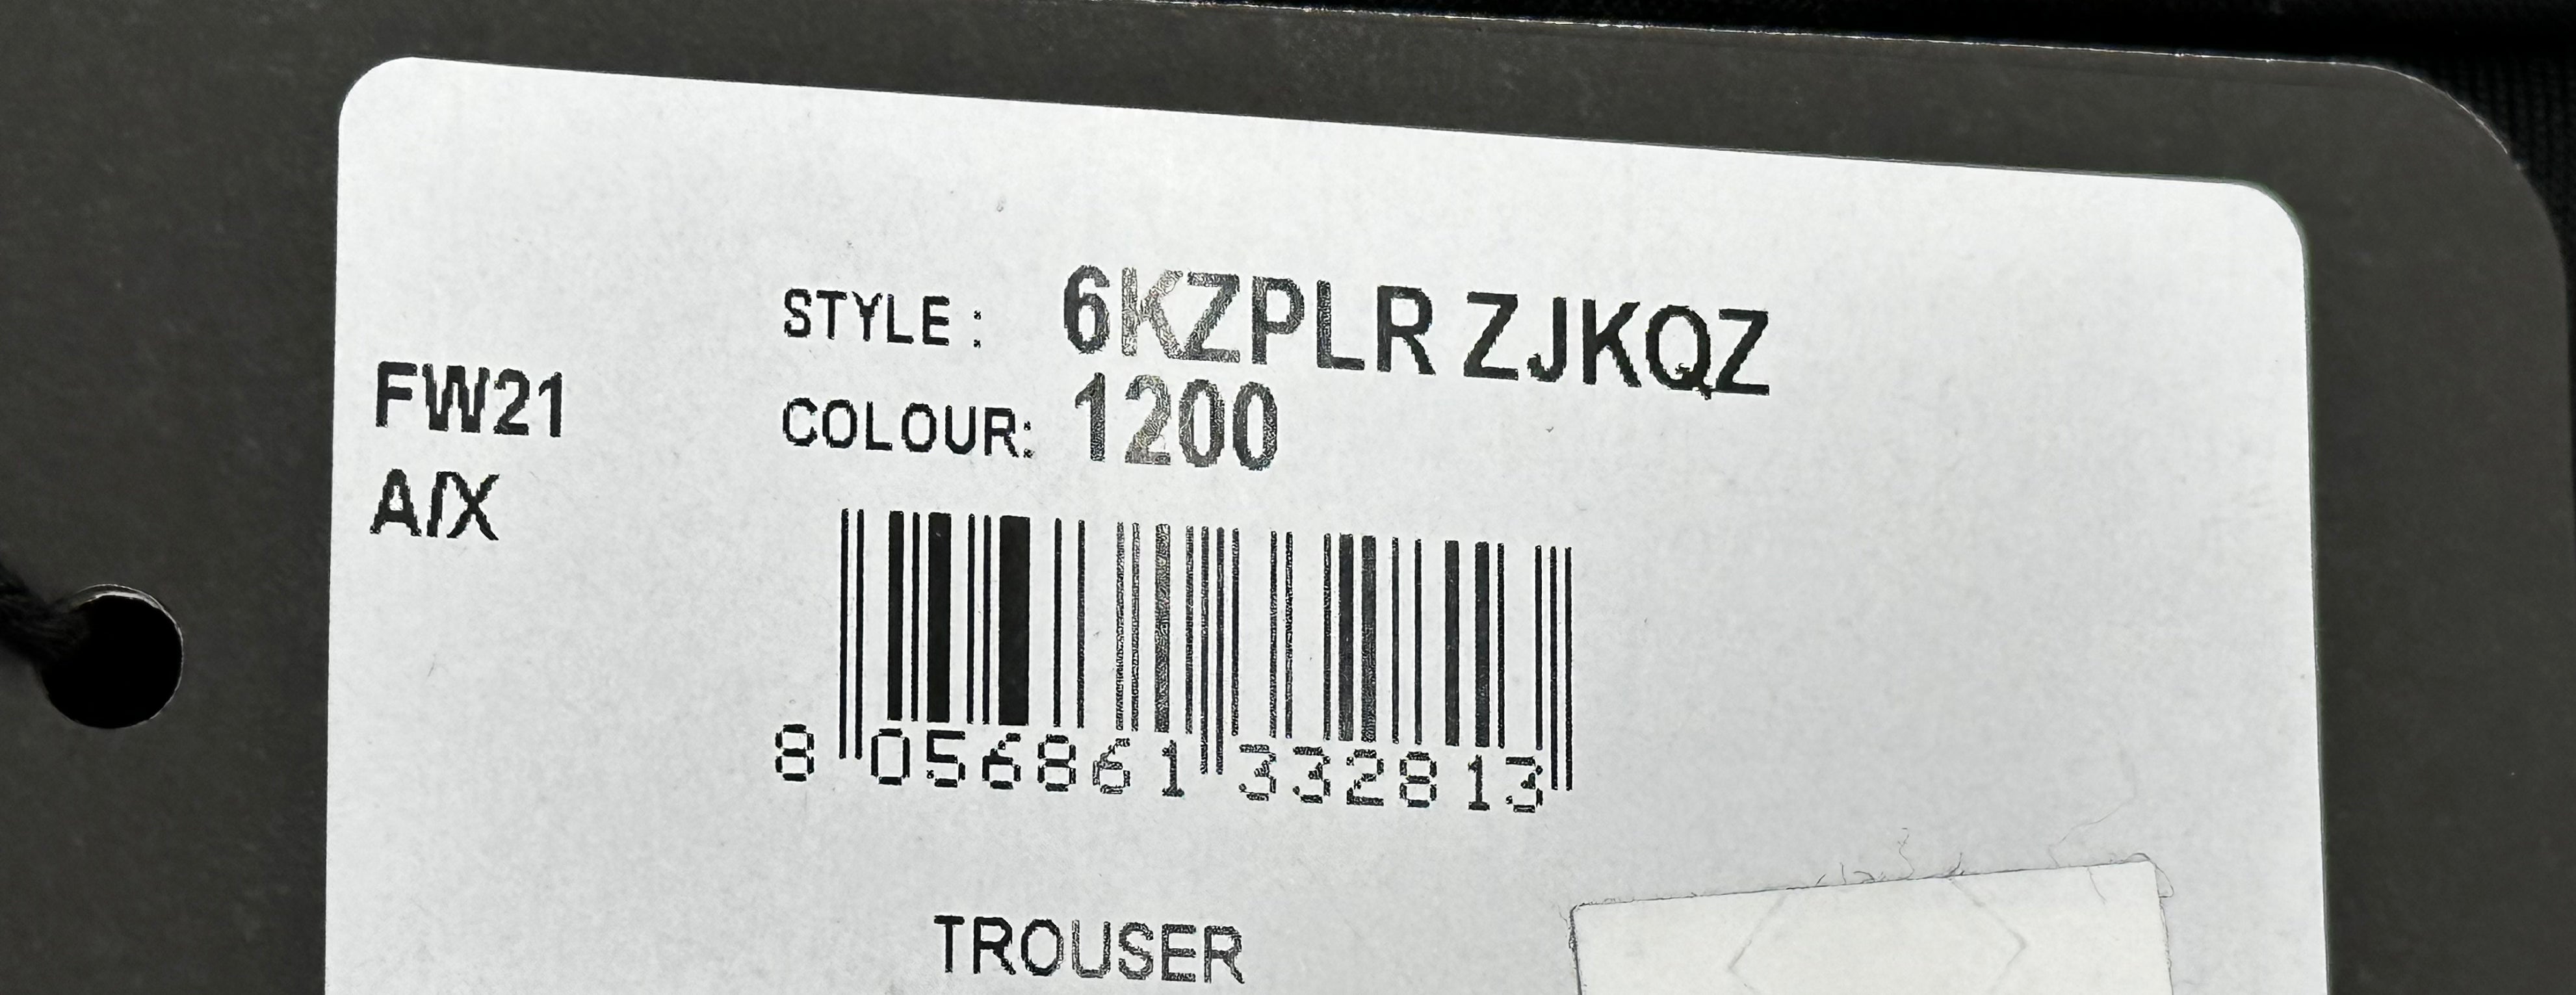 STYLE : 6KZPLR ZJKQZ
COLOUR: 1200
FW21
A/X
8 056861 332813
TROUSER